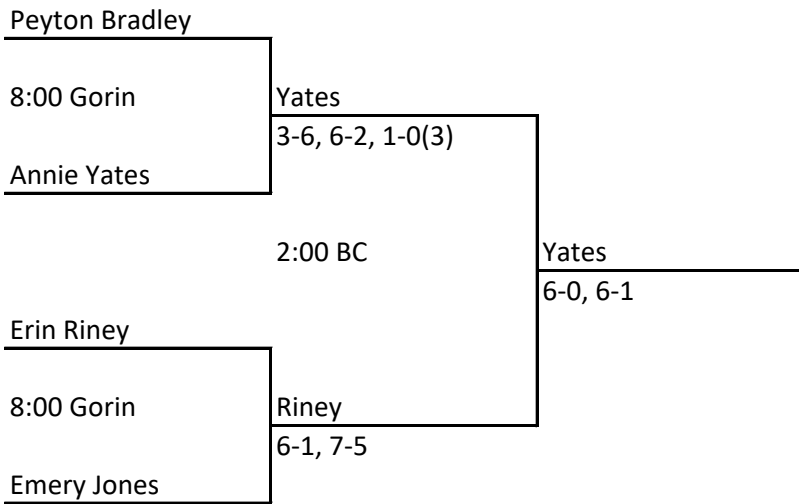 Peyton Bradley
8:00 Gorin
Yates
3-6, 6-2, 1-0(3)
Annie Yates
2:00 BC
Yates
6-0, 6-1
Erin Riney
8:00 Gorin
Riney
6-1, 7-5
Emery Jones